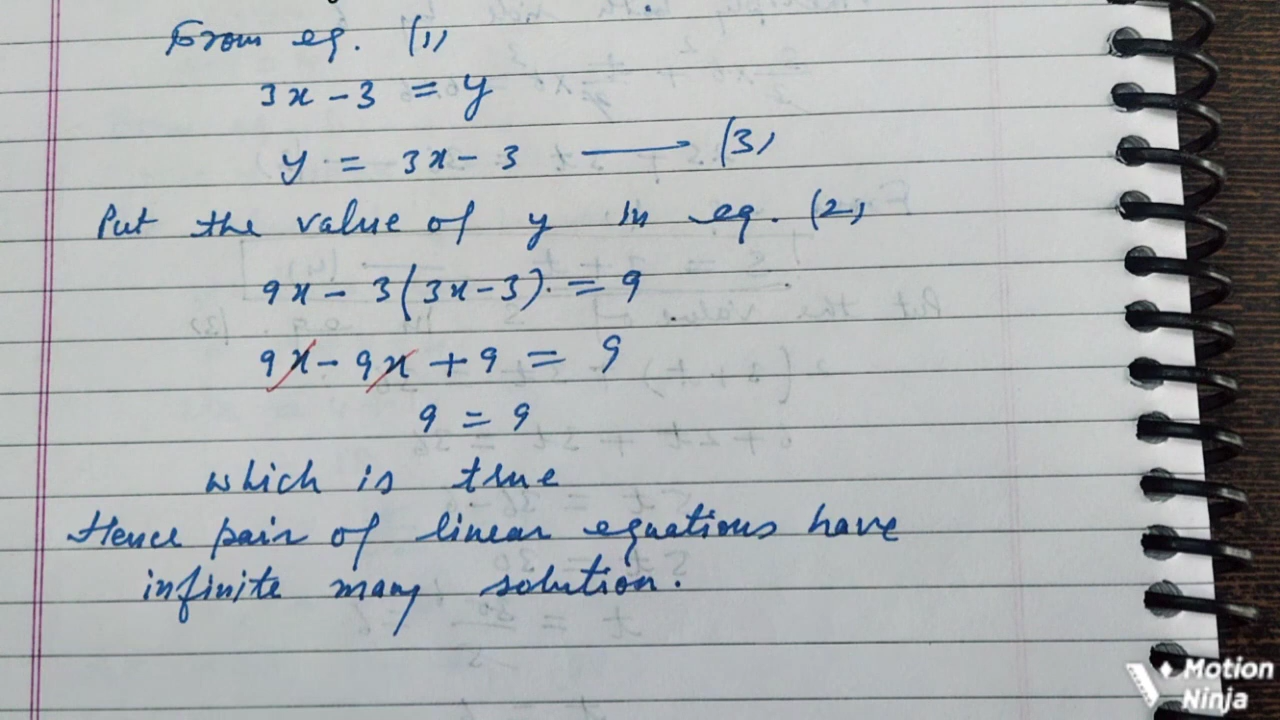 From eq. (1)
3x - 3 = y
y = 3x - 3 —— (3)
Put the value of y in eq. (2)
9x - 3(3x-3) = 9
9x - 9x + 9 = 9
9 = 9
which is true
Hence pair of linear equations have
infinite many solution.
Motion
Ninja